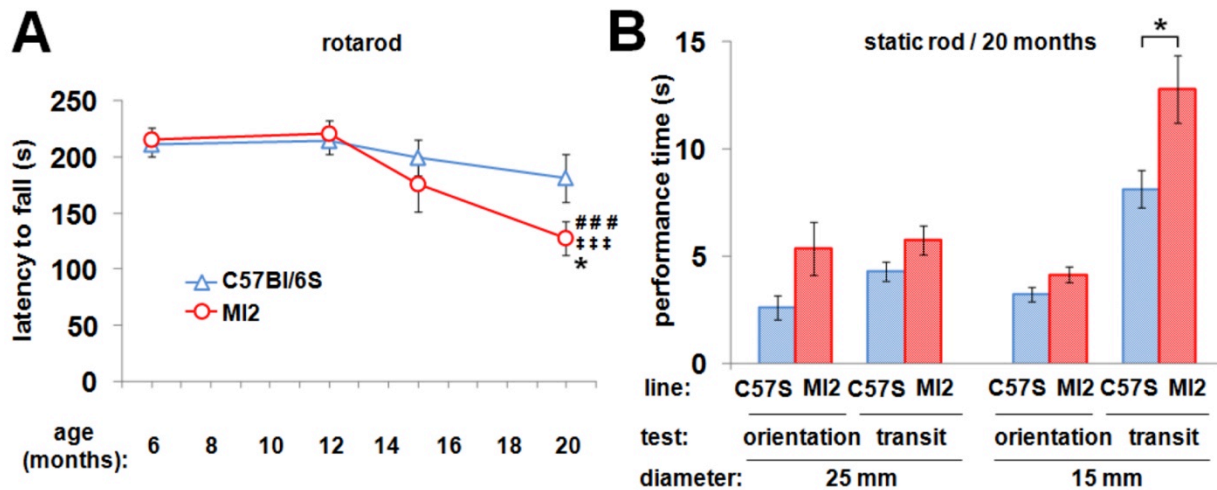 A
rotarod
latency to fall (s)
250
200
150
100
50
0
###
‡‡‡
*
C57Bl/6S
MI2
age
(months):
6 8 10 12 14 16 18 20
B
static rod / 20 months
*
performance time (s)
15
10
5
0
line: C57S MI2 C57S MI2 C57S MI2 C57S MI2
test: orientation transit orientation transit
diameter: 25 mm 15 mm